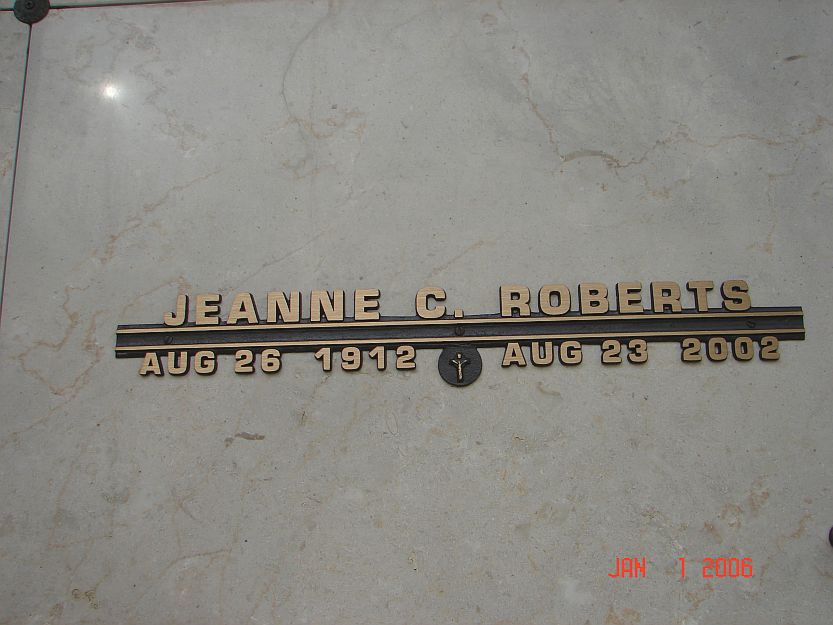 JEANNE C. ROBERTS
AUG 26 1912 AUG 23 2002
JAN 1 2006